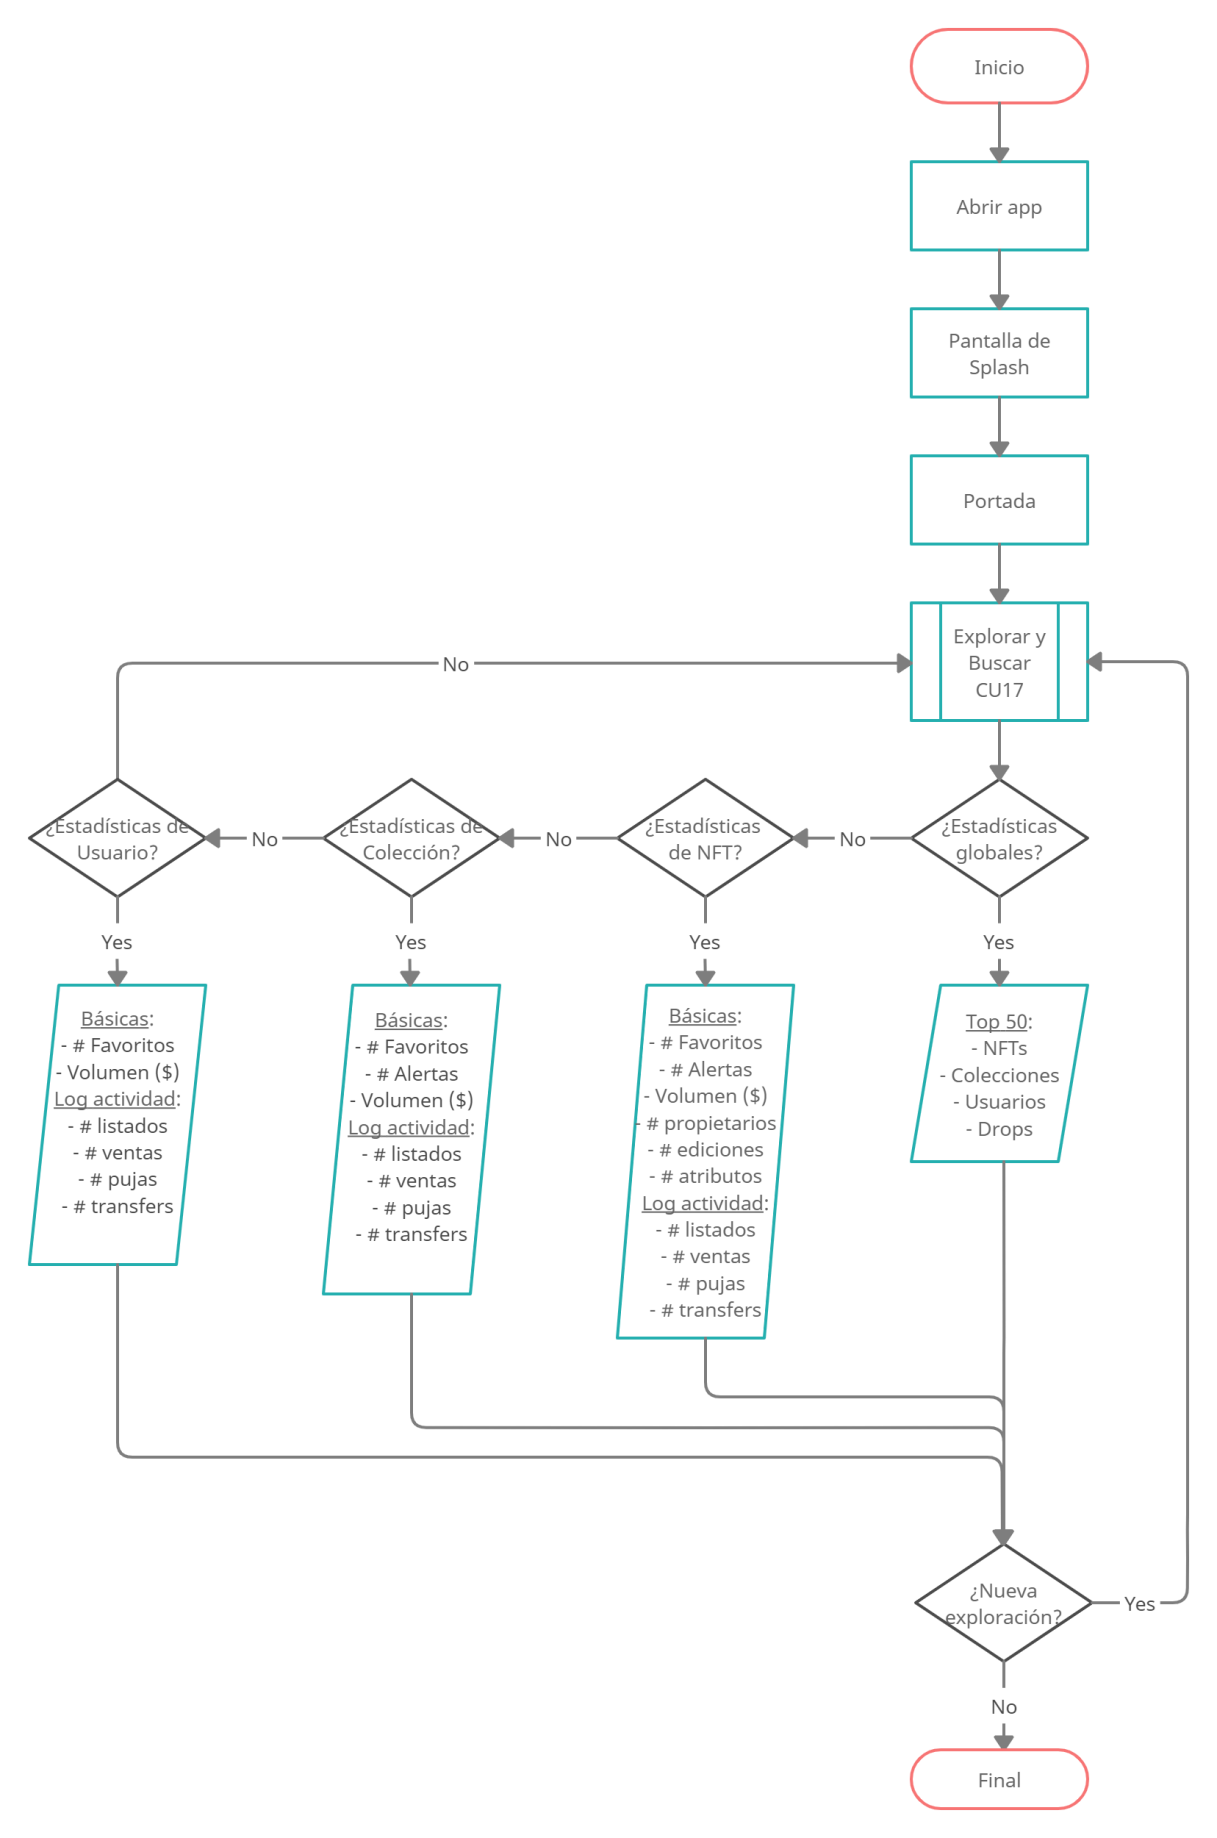 Inicio
Abrir app
Pantalla de
Splash
Portada
Explorar y
Buscar
CU17
No
¿Estadísticas de
Usuario?
No
¿Estadísticas de
Colección?
No
¿Estadísticas
de NFT?
No
¿Estadísticas
globales?
Yes
Yes
Yes
Yes
Básicas:
- # Favoritos
- Volumen ($)
Log actividad:
- # listados
- # ventas
- # pujas
- # transfers
Básicas:
- # Favoritos
- # Alertas
- Volumen ($)
Log actividad:
- # listados
- # ventas
- # pujas
- # transfers
Básicas:
- # Favoritos
- # Alertas
- Volumen ($)
- # propietarios
- # ediciones
- # atributos
Log actividad:
- # listados
- # ventas
- # pujas
- # transfers
Top 50:
- NFTs
- Colecciones
- Usuarios
- Drops
¿Nueva
exploración?
Yes
No
Final